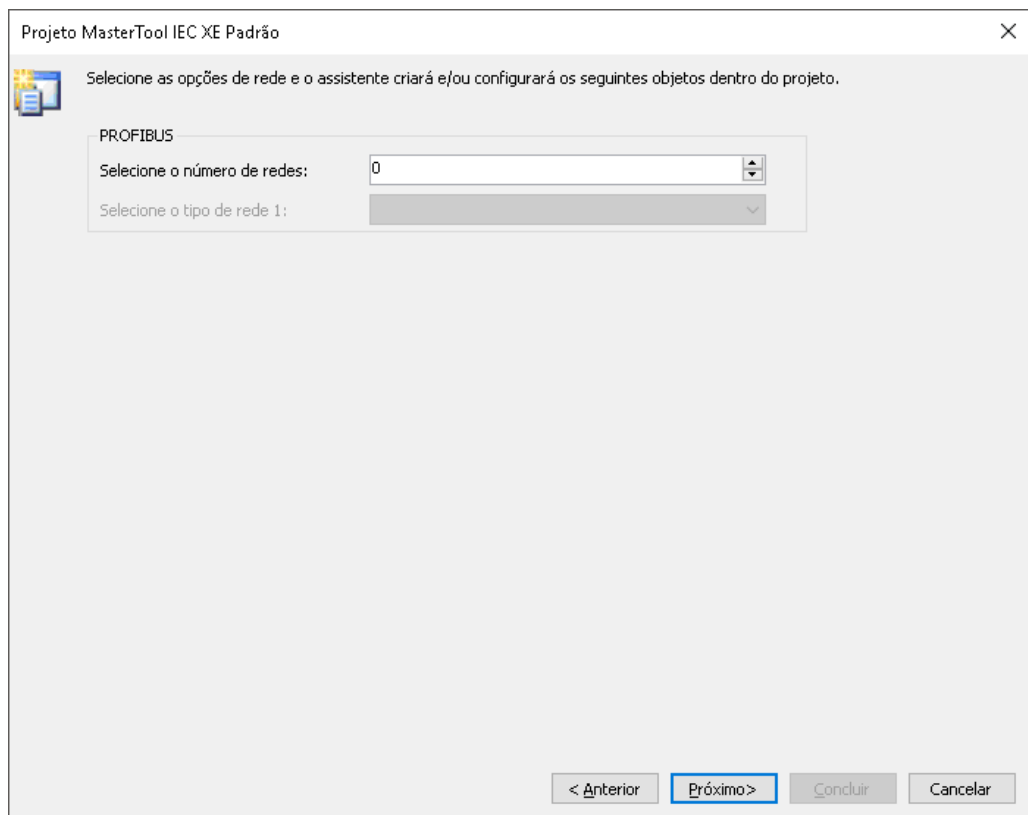 Projeto MasterTool IEC XE Padrão
Selecione as opções de rede e o assistente criará e/ou configurará os seguintes objetos dentro do projeto.
PROFIBUS
Selecione o número de redes: 0
Selecione o tipo de rede 1:
< Anterior Próximo> Concluir Cancelar